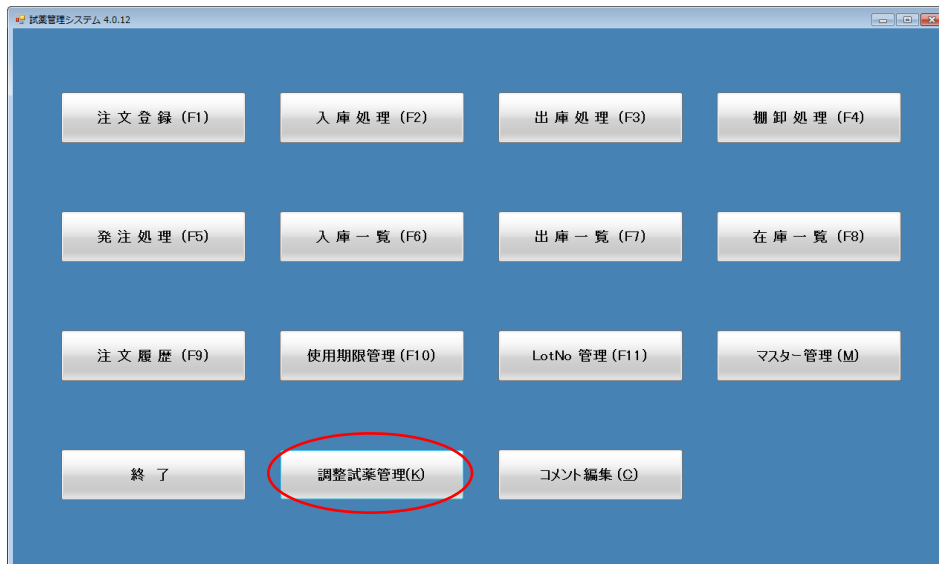 試薬管理システム 4.0.12
注 文 登 録 (F1)
入 庫 処 理 (F2)
出 庫 処 理 (F3)
棚 卸 処 理 (F4)
発 注 処 理 (F5)
入 庫 一 覧 (F6)
出 庫 一 覧 (F7)
在 庫 一 覧 (F8)
注 文 履 歴 (F9)
使用期限管理 (F10)
LotNo 管理 (F11)
マスター管理 (M)
終 了
調整試薬管理(K)
コメント編集 (C)